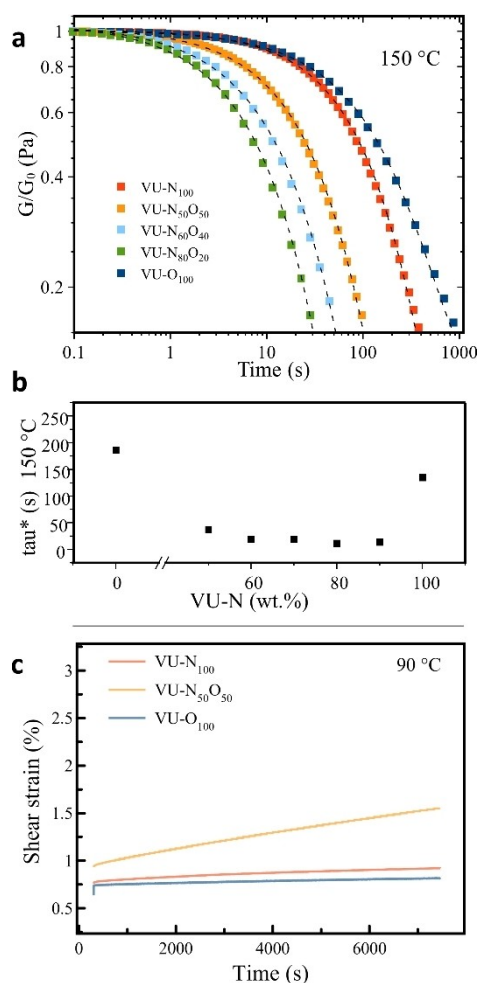 a
150 °C
1
0.8
0.6
0.4
0.2
G/G₀ (Pa)
VU-N₁₀₀
VU-N₅₀O₅₀
VU-N₆₀O₄₀
VU-N₈₀O₂₀
VU-O₁₀₀
0.1 1 10 100 1000
Time (s)
b
250
200
150
100
50
0
tau* (s) 150 °C
0 60 80 100
VU-N (wt.%)
c
90 °C
3
2.5
2
1.5
1
0.5
Shear strain (%)
VU-N₁₀₀
VU-N₅₀O₅₀
VU-O₁₀₀
0 2000 4000 6000
Time (s)